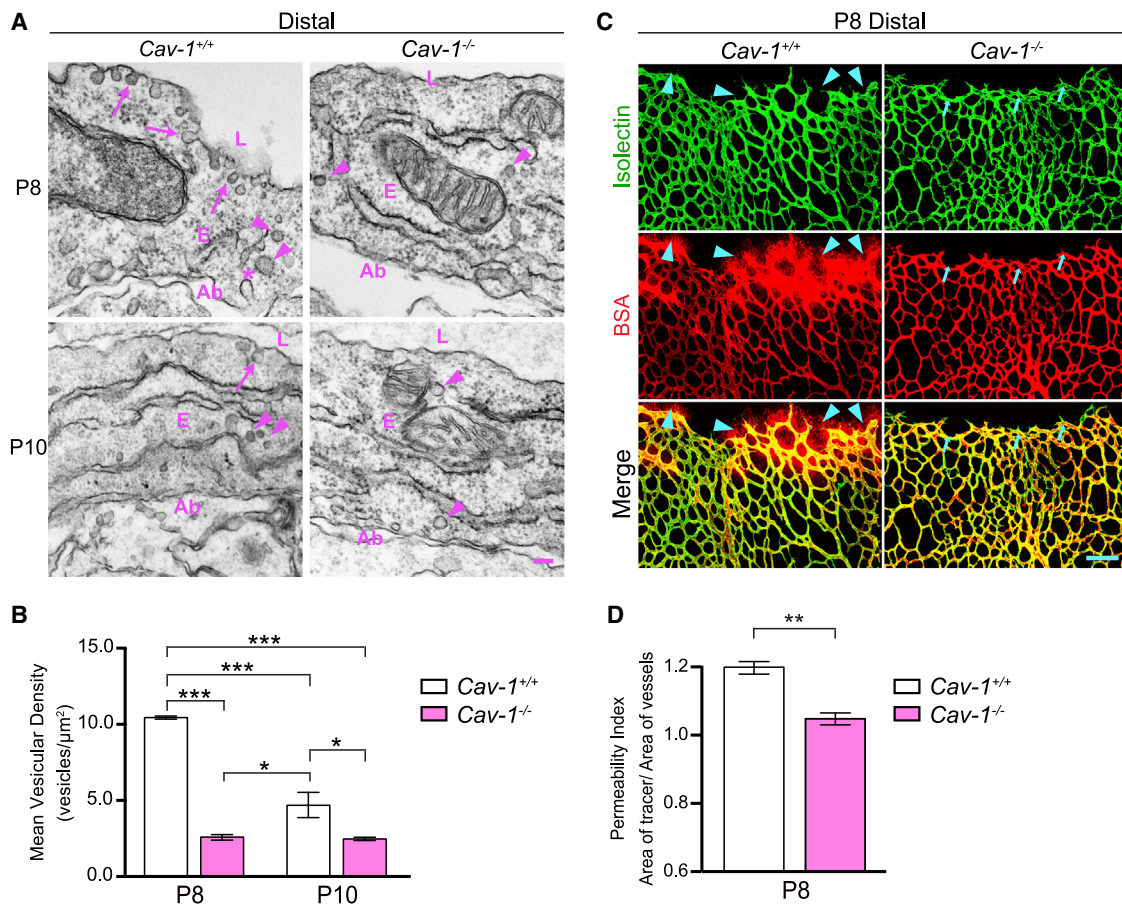 A
Distal
Cav-1+/+
Cav-1-/-
P8
L
E
*
Ab
L
E
Ab
P10
L
E
Ab
L
E
Ab
C
P8 Distal
Cav-1+/+
Cav-1-/-
Isolectin
BSA
Merge
B
Mean Vesicular Density
(vesicles/μm²)
15.0
10.0
5.0
0.0
***
***
***
*
*
P8
P10
Cav-1+/+
Cav-1-/-
D
Permeability Index
Area of tracer/ Area of vessels
1.2
1.0
0.8
0.6
**
P8
Cav-1+/+
Cav-1-/-